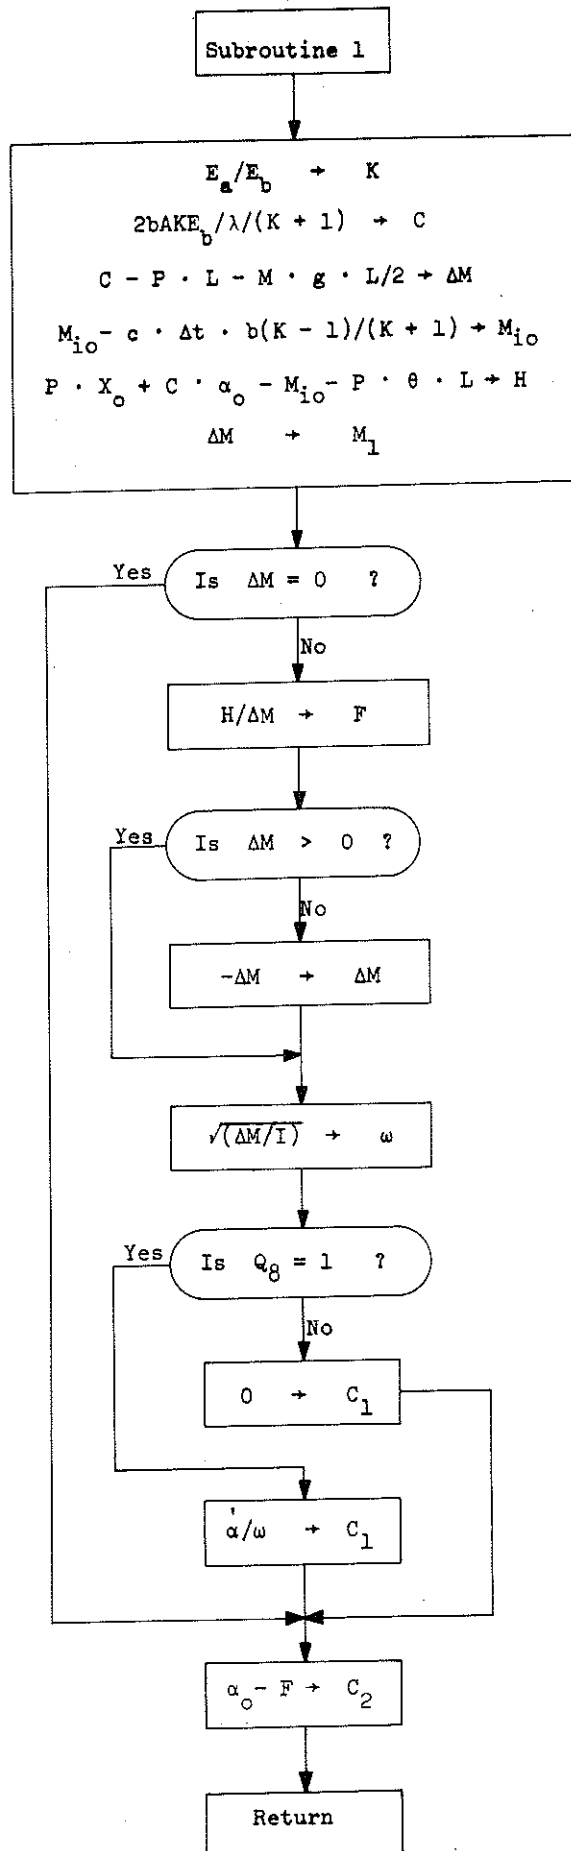 Subroutine 1
E_a/E_b → K
2bAKE_b/λ/(K + 1) → C
C - P · L - M · g · L/2 → ΔM
M_io - c · Δt · b(K - 1)/(K + 1) → M_io
P · X_o + C · α_o - M_io - P · θ · L → H
ΔM → M_1
Yes
Is ΔM = 0 ?
No
H/ΔM → F
Yes
Is ΔM > 0 ?
No
-ΔM → ΔM
√(ΔM/I) → ω
Yes
Is Q_8 = 1 ?
No
0 → C_1
α̇/ω → C_1
α_o - F → C_2
Return